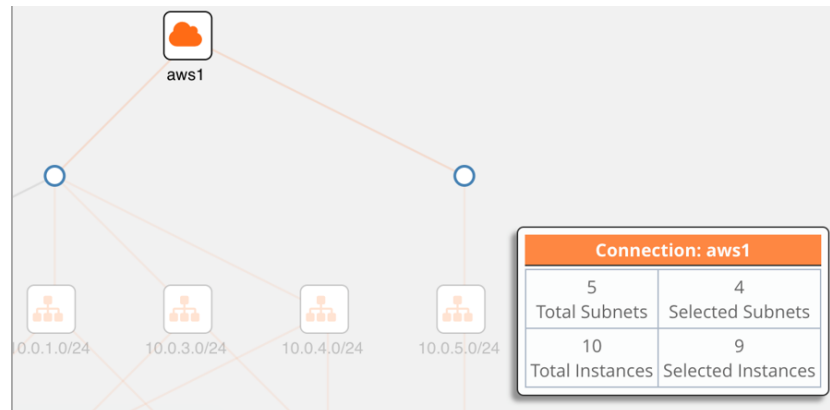 aws1
10.0.1.0/24
10.0.3.0/24
10.0.4.0/24
10.0.5.0/24
Connection: aws1
5 4
Total Subnets Selected Subnets
10 9
Total Instances Selected Instances